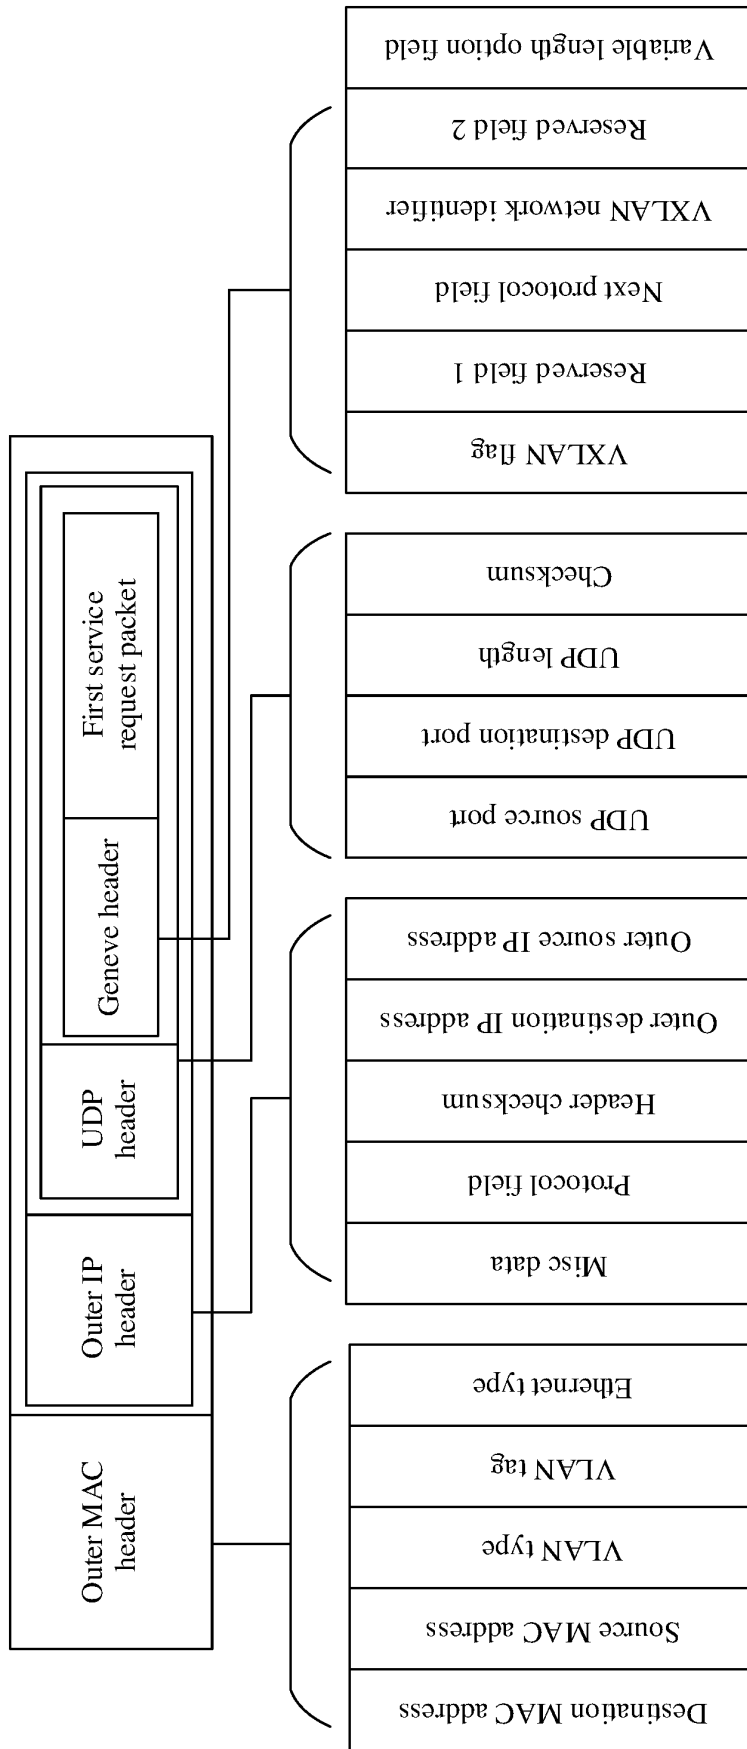 Outer MAC
header
Outer IP
header
UDP
header
Geneve header
First service
request packet
Destination MAC address
Source MAC address
VLAN type
VLAN tag
Ethernet type
Misc data
Protocol field
Header checksum
Outer destination IP address
Outer source IP address
UDP source port
UDP destination port
UDP length
Checksum
VXLAN flag
Reserved field 1
Next protocol field
VXLAN network identifier
Reserved field 2
Variable length option field